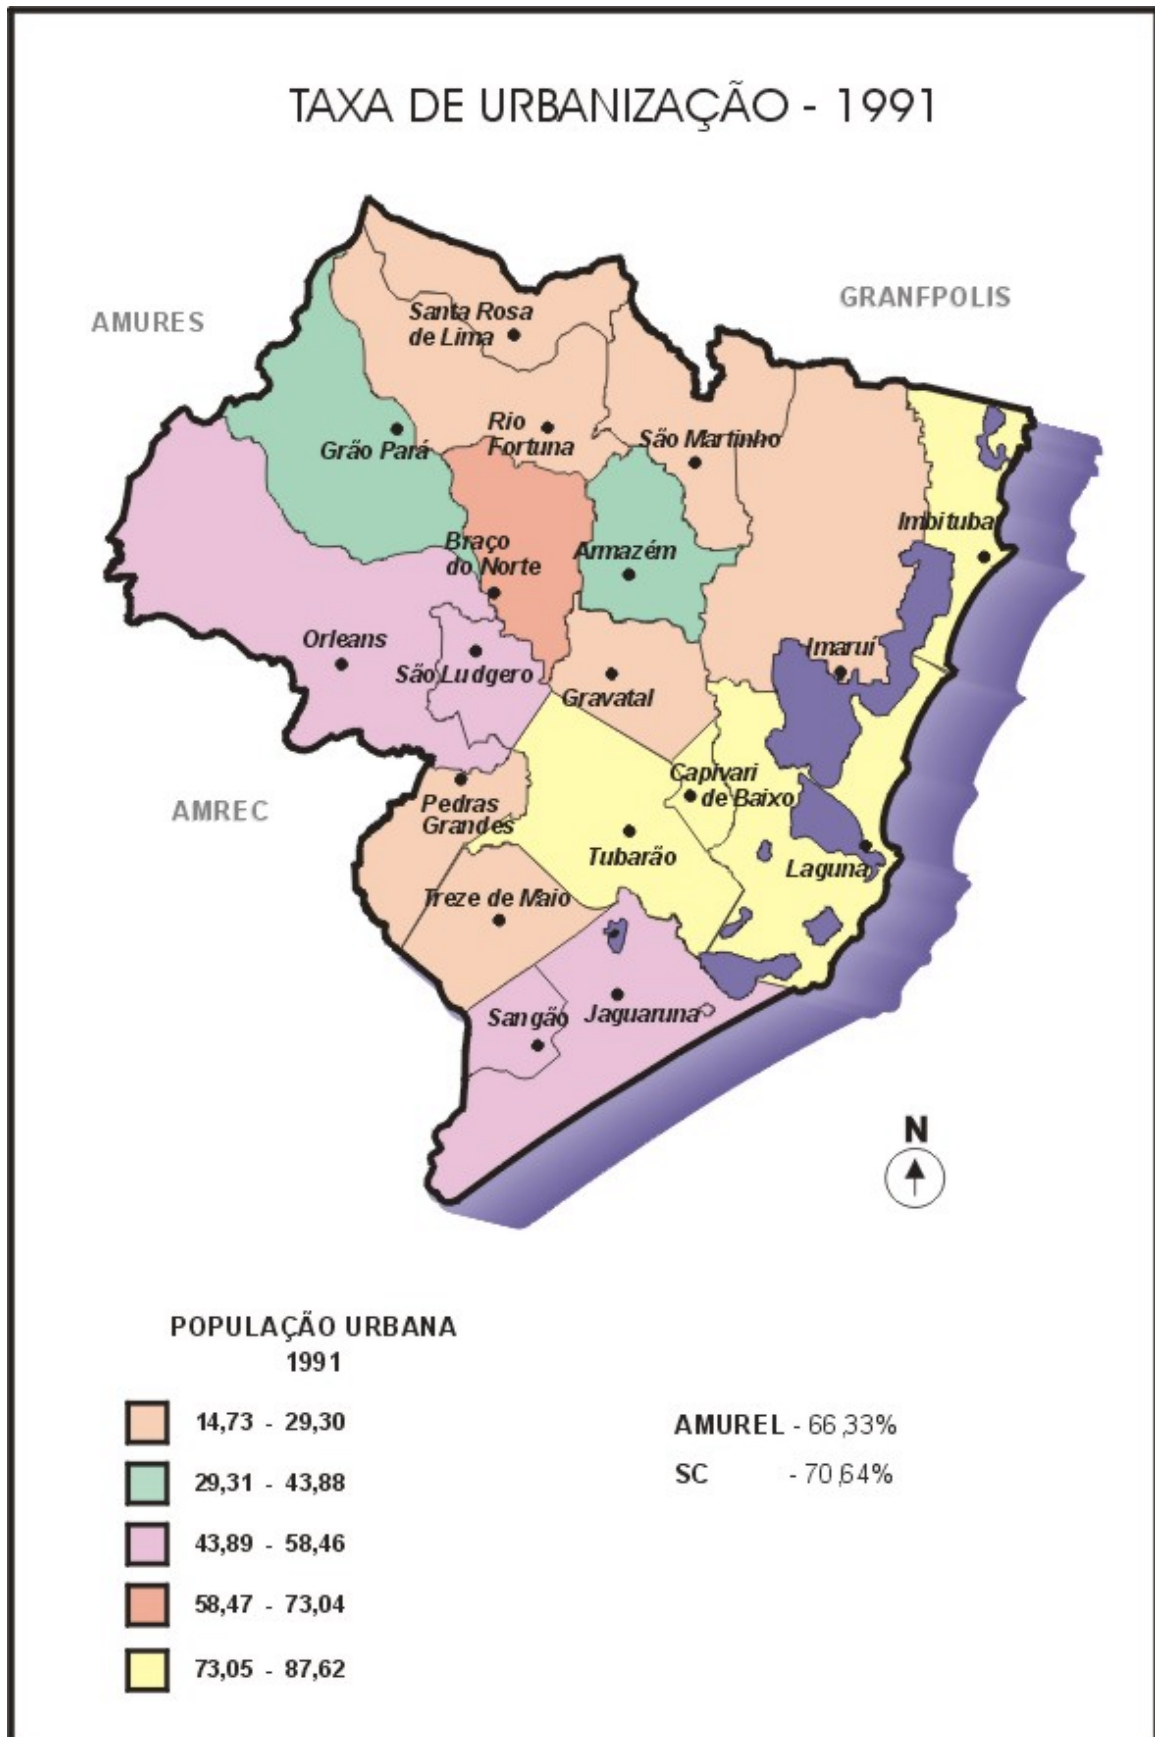 TAXA DE URBANIZAÇÃO - 1991
GRANFPOLIS
AMURES
Santa Rosa
de Lima
Rio
Fortuna
Grão Pará
São Martinho
Imbituba
Braço
do Norte
Armazém
Orleans
São Ludgero
Imaruí
Gravatal
Capivari
de Baixo
AMREC
Pedras
Grandes
Tubarão
Laguna
Treze de Maio
Sangão
Jaguaruna
N
POPULAÇÃO URBANA
1991
14,73 - 29,30
29,31 - 43,88
43,89 - 58,46
58,47 - 73,04
73,05 - 87,62
AMUREL - 66,33%
SC - 70,64%